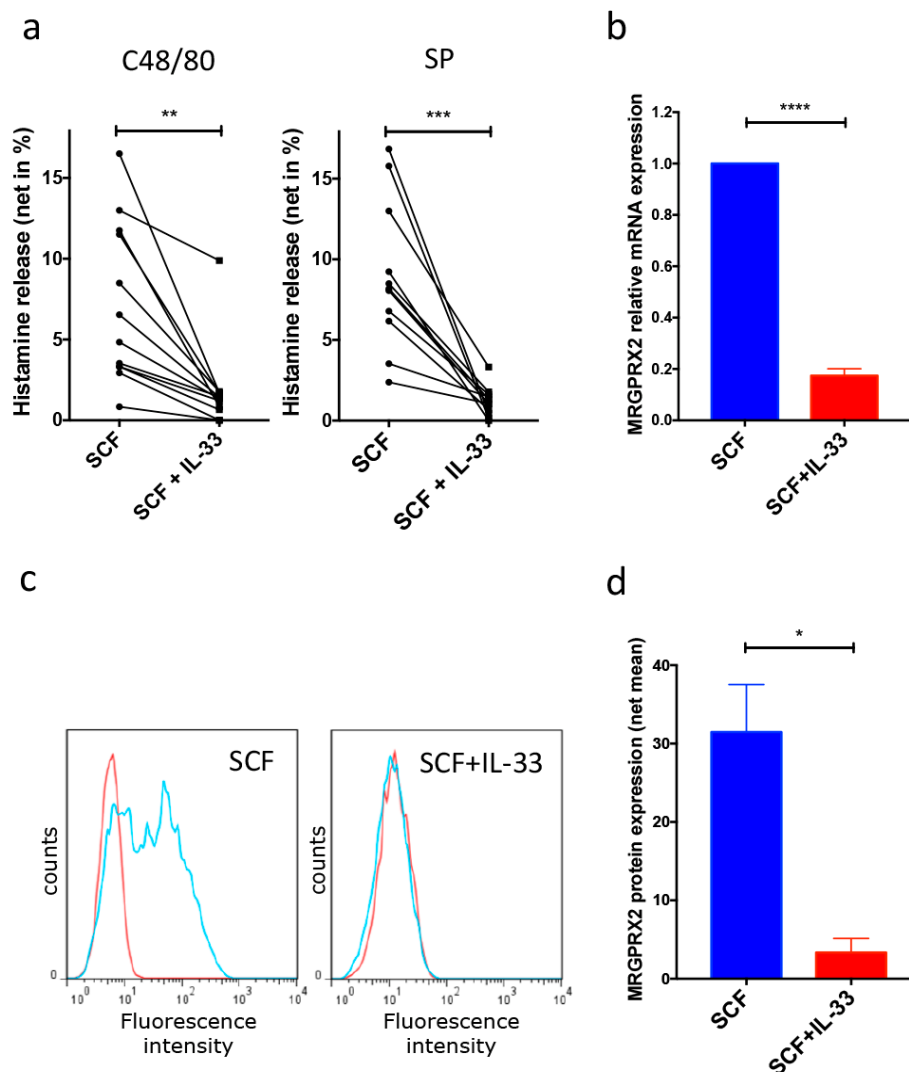 a
C48/80
SP
**
***
Histamine release (net in %)
15
10
5
0
SCF
SCF + IL-33
Histamine release (net in %)
15
10
5
0
SCF
SCF + IL-33
b
****
MRGPRX2 relative mRNA expression
1.2
1.0
0.8
0.6
0.4
0.2
0.0
SCF
SCF+IL-33
c
SCF
counts
0
10^0
10^1
10^2
10^3
10^4
Fluorescence
intensity
SCF+IL-33
counts
0
10^0
10^1
10^2
10^3
10^4
Fluorescence
intensity
d
*
MRGPRX2 protein expression (net mean)
40
30
20
10
0
SCF
SCF+IL-33